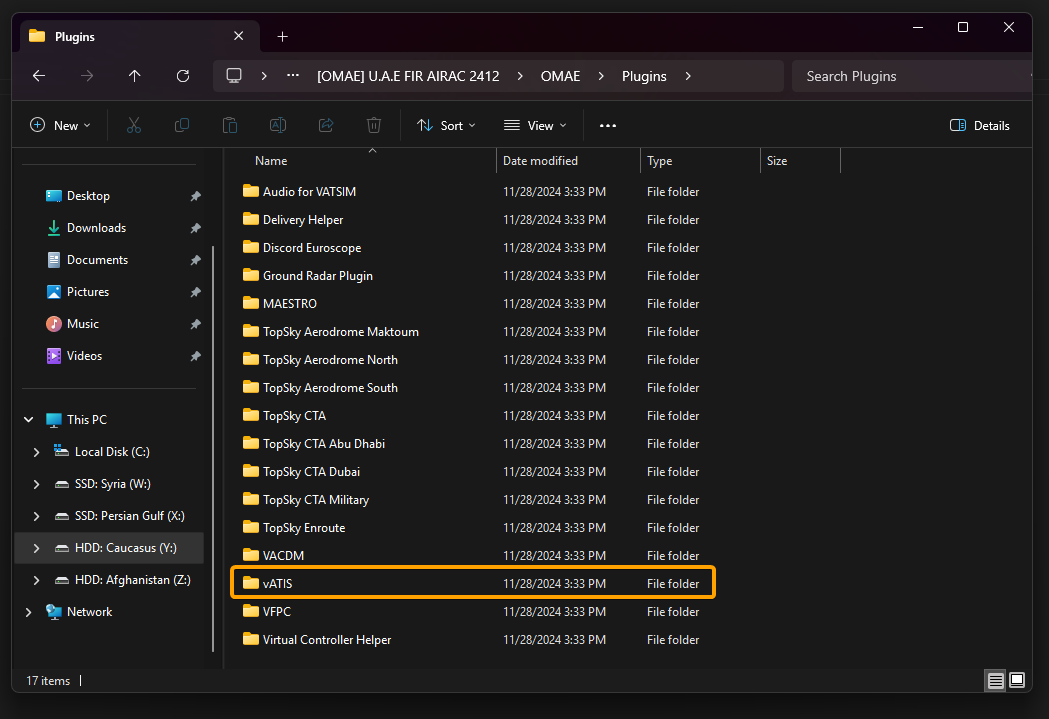 Plugins
[OMAE] U.A.E FIR AIRAC 2412 OMAE Plugins
Search Plugins
New
Sort
View
Details
Desktop
Downloads
Documents
Pictures
Music
Videos
This PC
Local Disk (C:)
SSD: Syria (W:)
SSD: Persian Gulf (X:)
HDD: Caucasus (Y:)
HDD: Afghanistan (Z:)
Network
Name Date modified Type Size
Audio for VATSIM 11/28/2024 3:33 PM File folder
Delivery Helper 11/28/2024 3:33 PM File folder
Discord Euroscope 11/28/2024 3:33 PM File folder
Ground Radar Plugin 11/28/2024 3:33 PM File folder
MAESTRO 11/28/2024 3:33 PM File folder
TopSky Aerodrome Maktoum 11/28/2024 3:33 PM File folder
TopSky Aerodrome North 11/28/2024 3:33 PM File folder
TopSky Aerodrome South 11/28/2024 3:33 PM File folder
TopSky CTA 11/28/2024 3:33 PM File folder
TopSky CTA Abu Dhabi 11/28/2024 3:33 PM File folder
TopSky CTA Dubai 11/28/2024 3:33 PM File folder
TopSky CTA Military 11/28/2024 3:33 PM File folder
TopSky Enroute 11/28/2024 3:33 PM File folder
VACDM 11/28/2024 3:33 PM File folder
vATIS 11/28/2024 3:33 PM File folder
VFPC 11/28/2024 3:33 PM File folder
Virtual Controller Helper 11/28/2024 3:33 PM File folder
17 items